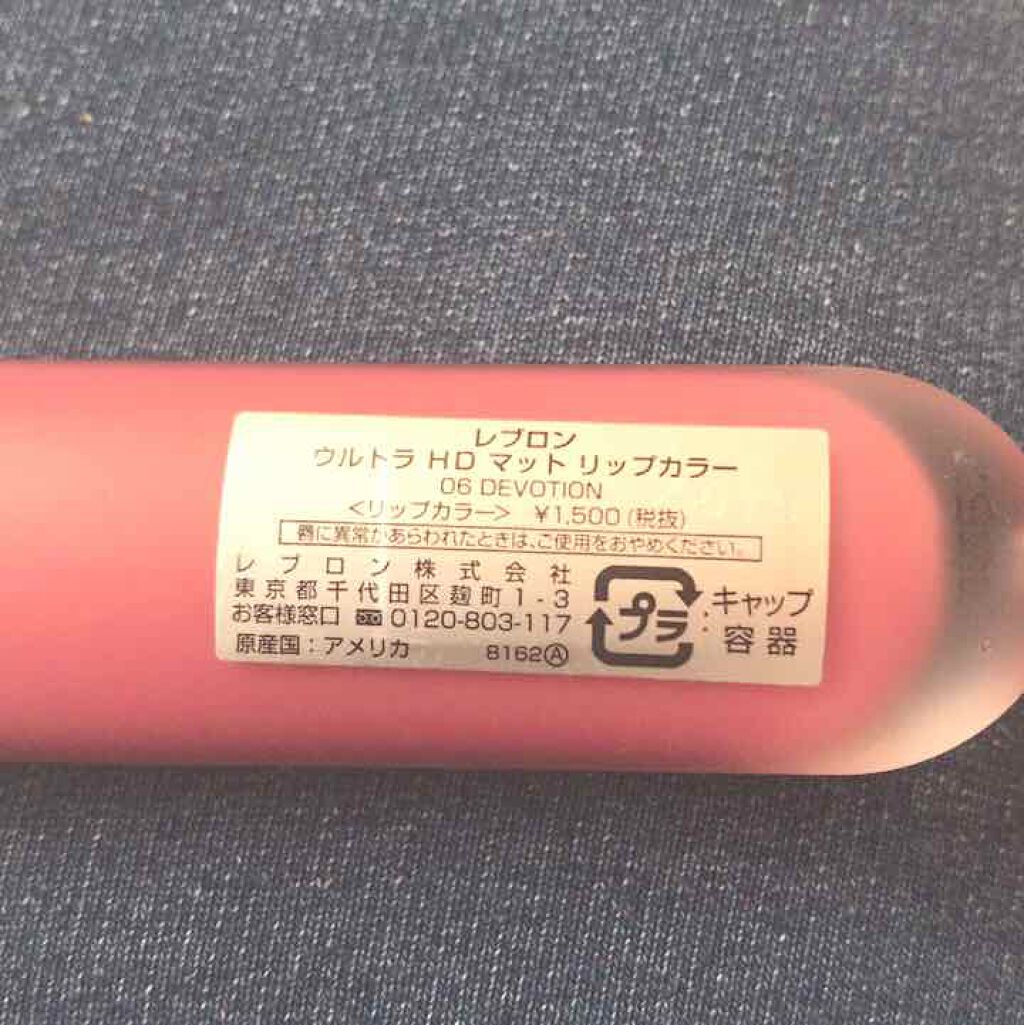 レブロン
ウルトラ HD マット リップカラー
06 DEVOTION
<リップカラー> ¥1,500 (税抜)
器に異常があらわれたときは、ご使用をおやめください。
レブロン株式会社
東京都千代田区麹町1-3
お客様窓口 0120-803-117
原産国：アメリカ 8162Ⓐ
プラ
キャップ
容器